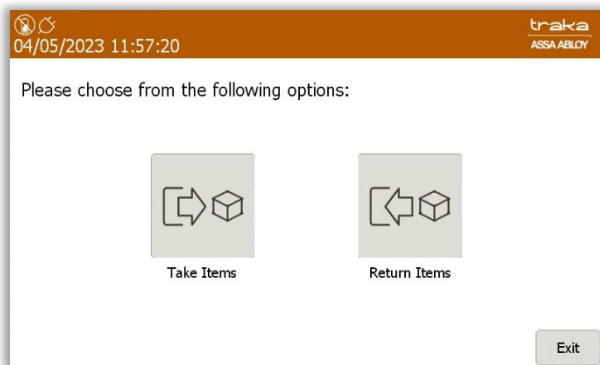 traka
04/05/2023 11:57:20
ASSA ABLOY
Please choose from the following options:
Take Items
Return Items
Exit